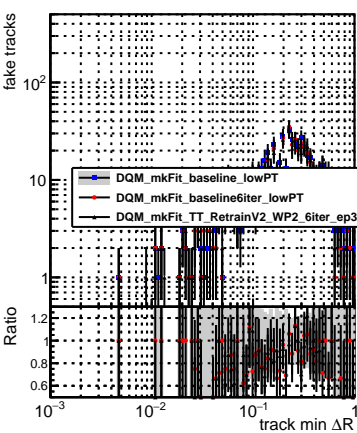 fake tracks
10²
10
1
DQM_mkFit_baseline_lowPT
DQM_mkFit_baseline6iter_lowPT
DQM_mkFit_TT_RetrainV2_WP2_6iter_ep3
Ratio
1.2
1
0.8
0.6
10⁻³
10⁻²
10⁻¹
1
track min ΔR